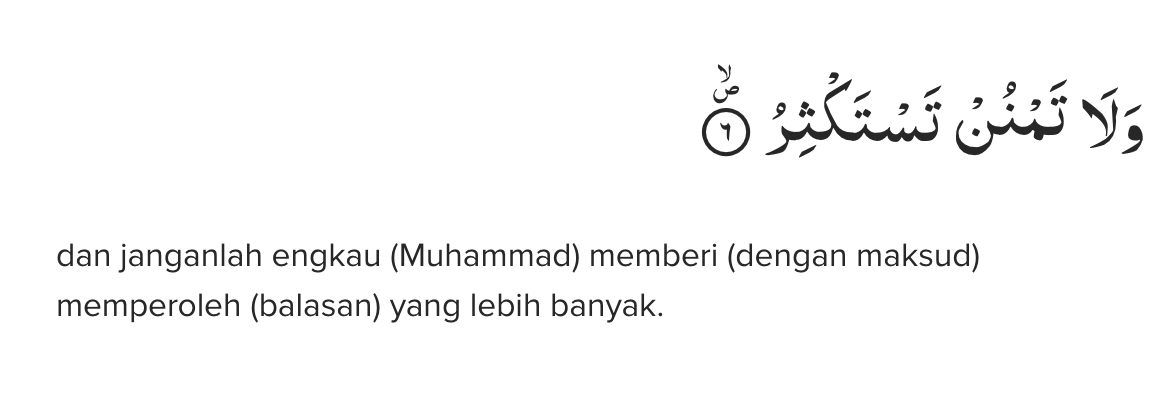 وَلَا تَمْنُنْ تَسْتَكْثِرُ ۖۙ ٦
dan janganlah engkau (Muhammad) memberi (dengan maksud)
memperoleh (balasan) yang lebih banyak.